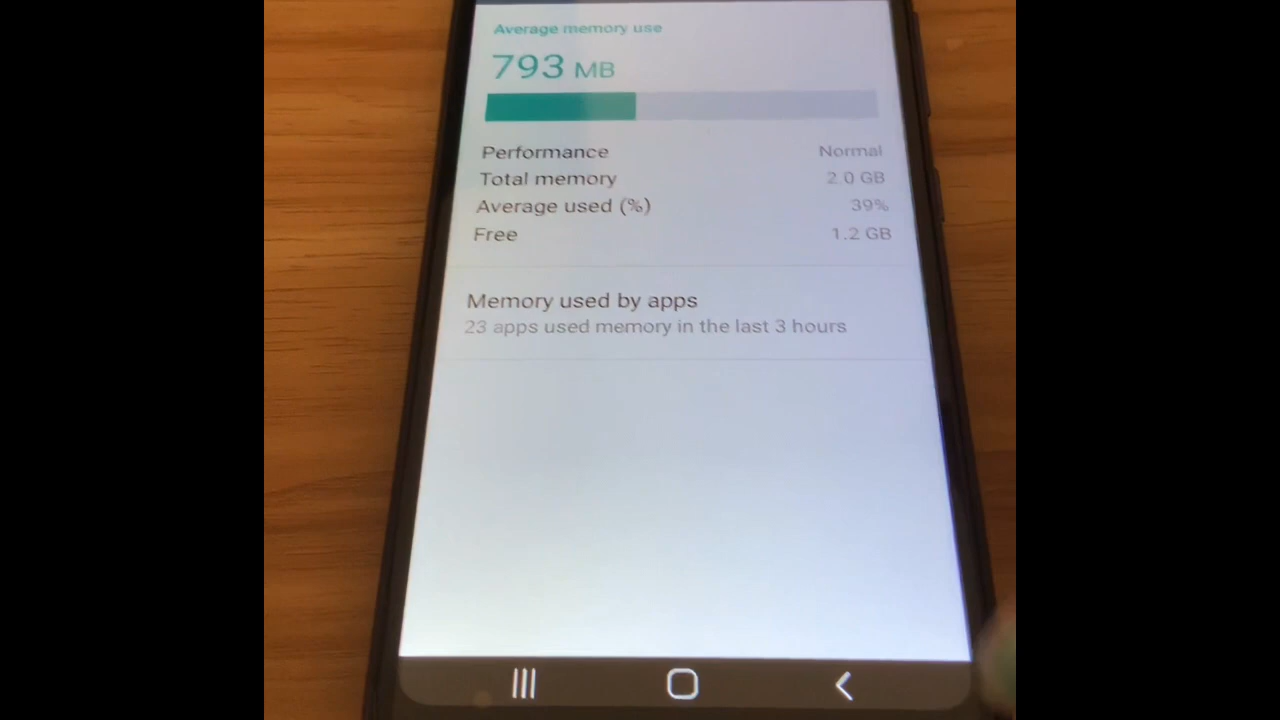 Average memory use
793 MB
Performance Normal
Total memory 2.0 GB
Average used (%) 39%
Free 1.2 GB
Memory used by apps
23 apps used memory in the last 3 hours